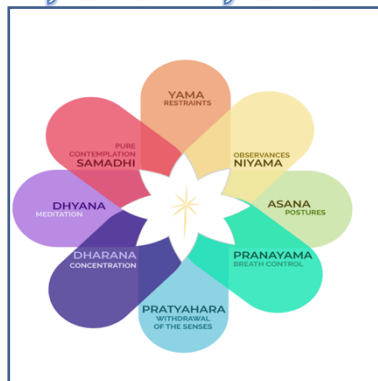 YAMA
RESTRAINTS
OBSERVANCES
NIYAMA
ASANA
POSTURES
PRANAYAMA
BREATH CONTROL
PRATYAHARA
WITHDRAWAL
OF THE SENSES
DHARANA
CONCENTRATION
DHYANA
MEDITATION
PURE
CONTEMPLATION
SAMADHI